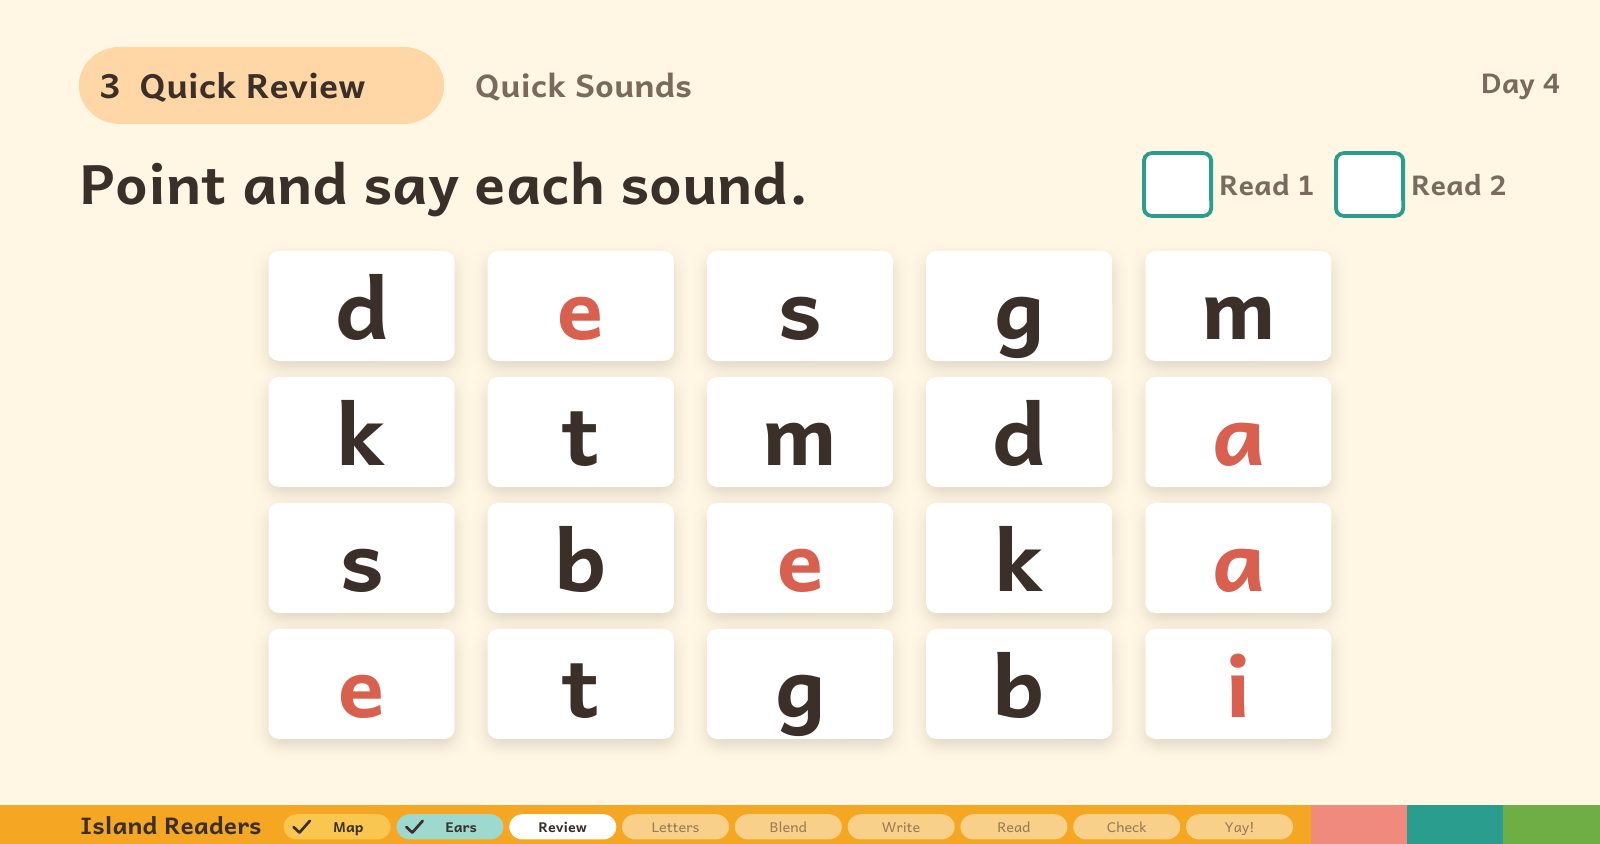 3 Quick Review
Quick Sounds
Day 4
Point and say each sound.
Read 1
Read 2
d e s g m
k t m d a
s b e k a
e t g b i
Island Readers
Map
Ears
Review
Letters
Blend
Write
Read
Check
Yay!